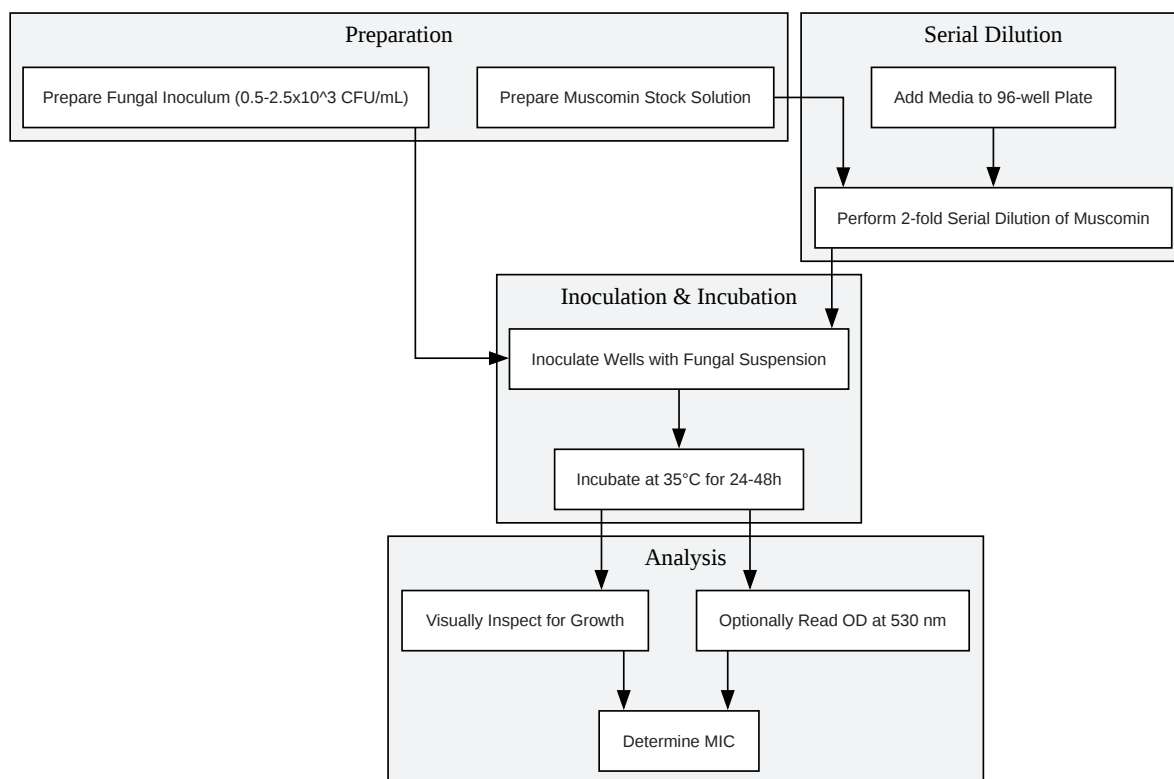 Preparation
Prepare Fungal Inoculum (0.5-2.5x10^3 CFU/mL)
Prepare Muscomin Stock Solution
Serial Dilution
Add Media to 96-well Plate
Perform 2-fold Serial Dilution of Muscomin
Inoculation & Incubation
Inoculate Wells with Fungal Suspension
Incubate at 35°C for 24-48h
Analysis
Visually Inspect for Growth
Optionally Read OD at 530 nm
Determine MIC